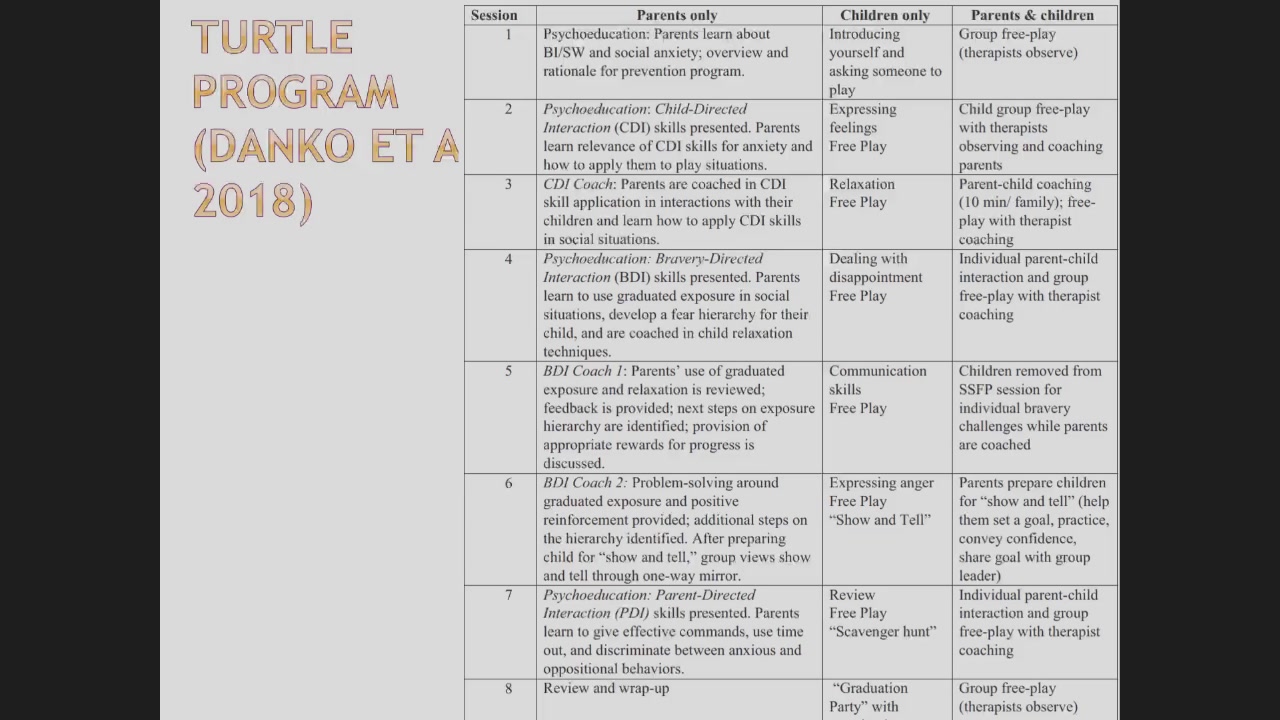 TURTLE
PROGRAM
(DANKO ET A
2018)
Session Parents only Children only Parents & children
1 Psychoeducation: Parents learn about
BI/SW and social anxiety; overview and
rationale for prevention program.
Introducing
yourself and
asking someone to
play
Group free-play
(therapists observe)
2 Psychoeducation: Child-Directed
Interaction (CDI) skills presented. Parents
learn relevance of CDI skills for anxiety and
how to apply them to play situations.
Expressing
feelings
Free Play
Child group free-play
with therapists
observing and coaching
parents
3 CDI Coach: Parents are coached in CDI
skill application in interactions with their
children and learn how to apply CDI skills
in social situations.
Relaxation
Free Play
Parent-child coaching
(10 min/ family); free-
play with therapist
coaching
4 Psychoeducation: Bravery-Directed
Interaction (BDI) skills presented. Parents
learn to use graduated exposure in social
situations, develop a fear hierarchy for their
child, and are coached in child relaxation
techniques.
Dealing with
disappointment
Free Play
Individual parent-child
interaction and group
free-play with therapist
coaching
5 BDI Coach 1: Parents’ use of graduated
exposure and relaxation is reviewed;
feedback is provided; next steps on exposure
hierarchy are identified; provision of
appropriate rewards for progress is
discussed.
Communication
skills
Free Play
Children removed from
SSFP session for
individual bravery
challenges while parents
are coached
6 BDI Coach 2: Problem-solving around
graduated exposure and positive
reinforcement provided; additional steps on
the hierarchy identified. After preparing
child for “show and tell,” group views show
and tell through one-way mirror.
Expressing anger
Free Play
“Show and Tell”
Parents prepare children
for “show and tell” (help
them set a goal, practice,
convey confidence,
share goal with group
leader)
7 Psychoeducation: Parent-Directed
Interaction (PDI) skills presented. Parents
learn to give effective commands, use time
out, and discriminate between anxious and
oppositional behaviors.
Review
Free Play
“Scavenger hunt”
Individual parent-child
interaction and group
free-play with therapist
coaching
8 Review and wrap-up
“Graduation
Party” with
Group free-play
(therapists observe)